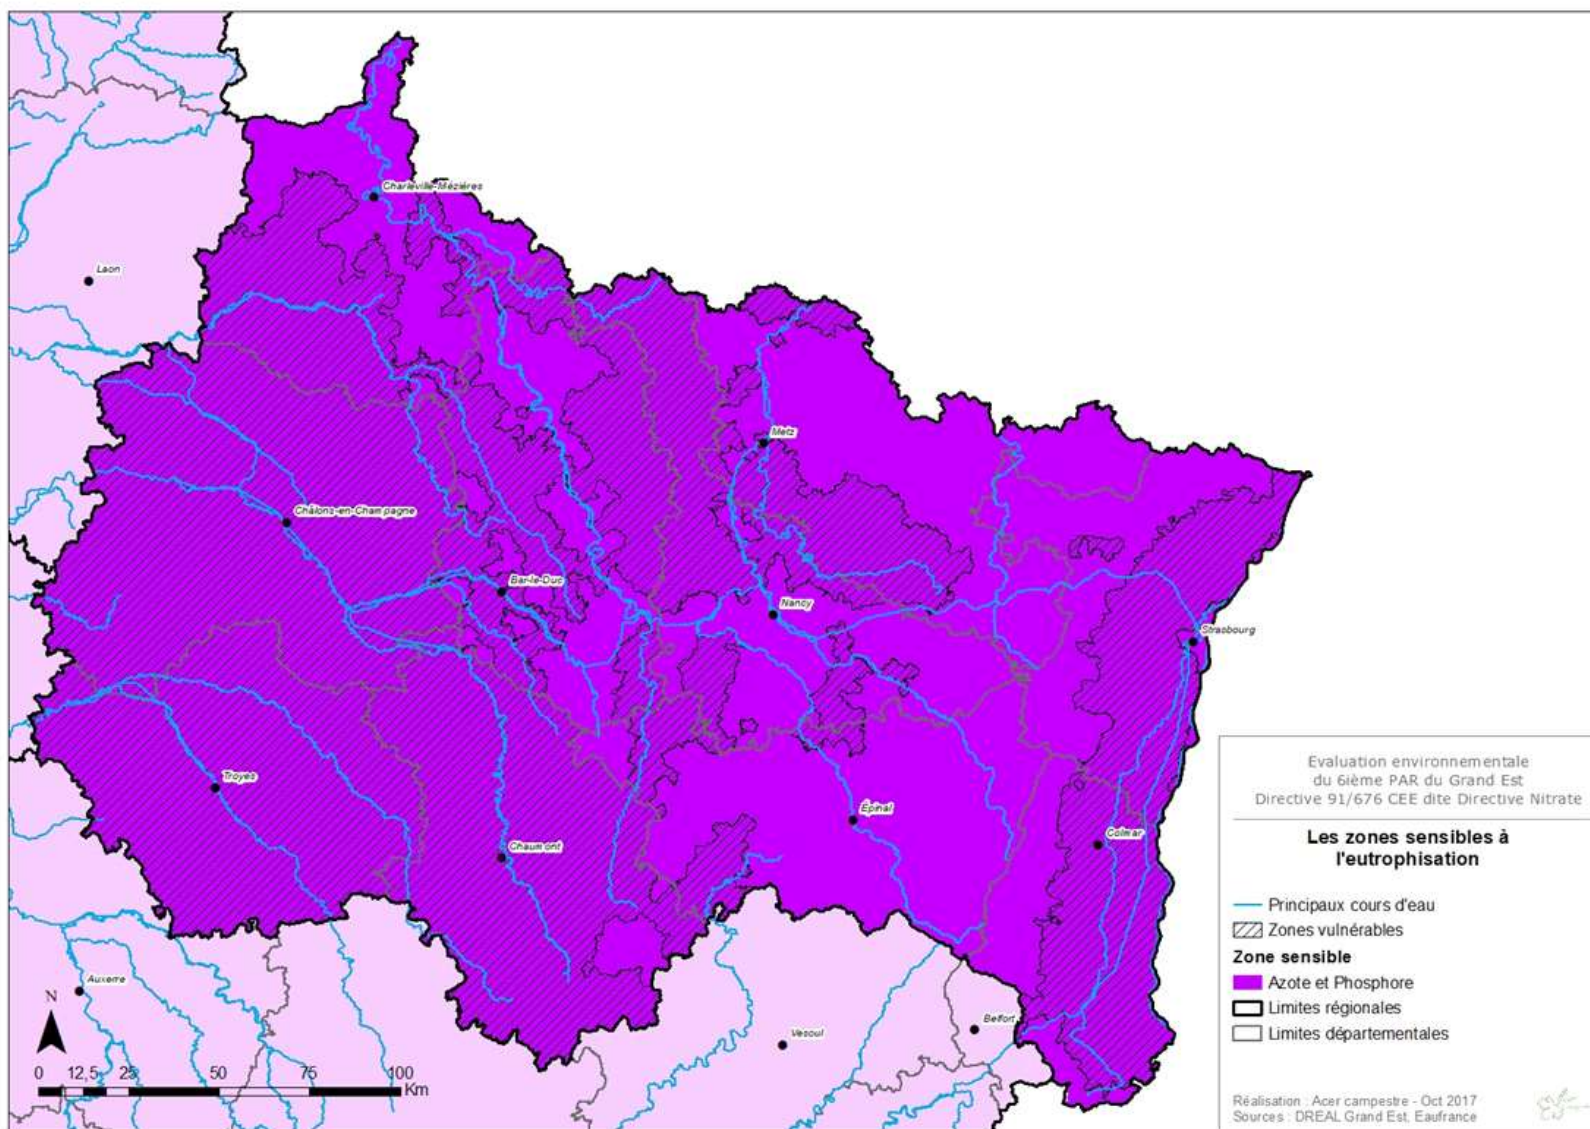 Charleville-Mézières
Laon
Metz
Châlons-en-Champagne
Bar-le-Duc
Nancy
Strasbourg
Troyes
Épinal
Chaumont
Colmar
Auxerre
Belfort
Vesoul
N
0 12,5 25 50 75 100
Km
Evaluation environnementale
du 6ième PAR du Grand Est
Directive 91/676 CEE dite Directive Nitrate
Les zones sensibles à
l'eutrophisation
Principaux cours d'eau
Zones vulnérables
Zone sensible
Azote et Phosphore
Limites régionales
Limites départementales
Réalisation : Acer campestre - Oct 2017
Sources : DREAL Grand Est, Eaufrance